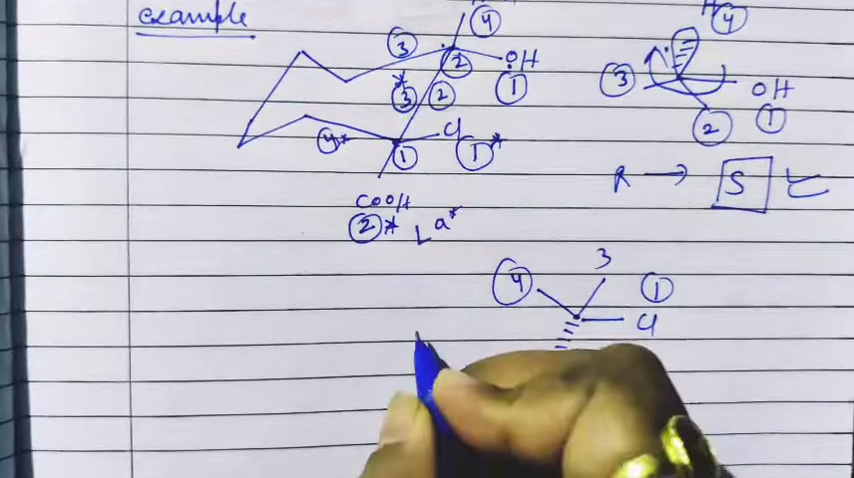 example
④ H ④
③ ② OH ③ OH
* ③ ② ① ② ①
④* Cl
① ①*
R → S
COOH
②* a*
④ 3 ①
Cl